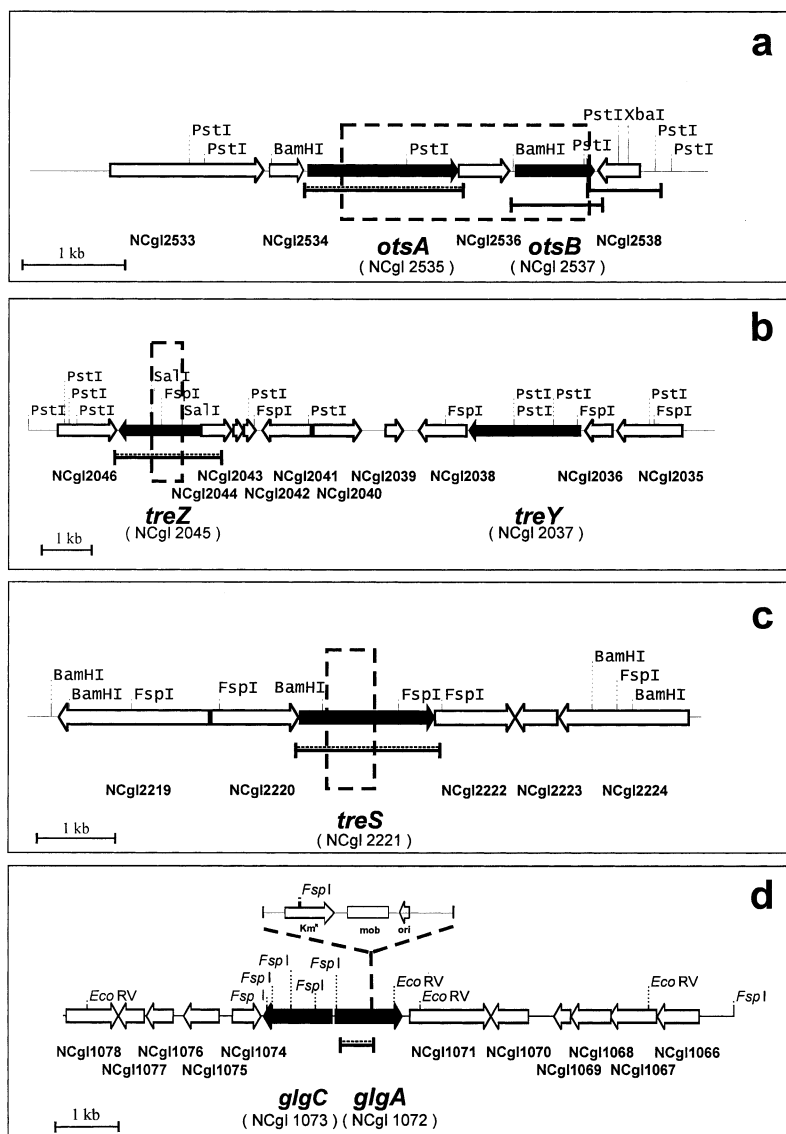 a
PstI XbaI
PstI
PstI
PstI
BamHI
PstI
BamHI
PstI
PstI
PstI
NCgl2533
NCgl2534
otsA
NCgl2536
otsB
NCgl2538
( NCgl 2535 )
( NCgl 2537 )
1 kb
b
PstI
PstI
PstI
PstI
SalI
FspI
SalI
PstI
FspI
PstI
FspI
PstI
PstI
PstI
FspI
PstI
FspI
NCgl2046
NCgl2043
NCgl2041
NCgl2039
NCgl2038
NCgl2036
NCgl2035
NCgl2044
NCgl2042
NCgl2040
treZ
( NCgl 2045 )
treY
( NCgl 2037 )
1 kb
c
BamHI
BamHI
FspI
FspI
BamHI
FspI
FspI
BamHI
FspI
BamHI
NCgl2219
NCgl2220
NCgl2222
NCgl2223
NCgl2224
treS
( NCgl 2221 )
1 kb
d
FspI
KmR
mob
ori
EcoRV
FspI
FspI
FspI
FspI
FspI
EcoRV
EcoRV
EcoRV
FspI
NCgl1078
NCgl1076
NCgl1074
NCgl1071
NCgl1070
NCgl1068
NCgl1066
NCgl1077
NCgl1075
NCgl1069
NCgl1067
glgC
glgA
( NCgl 1073 )
( NCgl 1072 )
1 kb